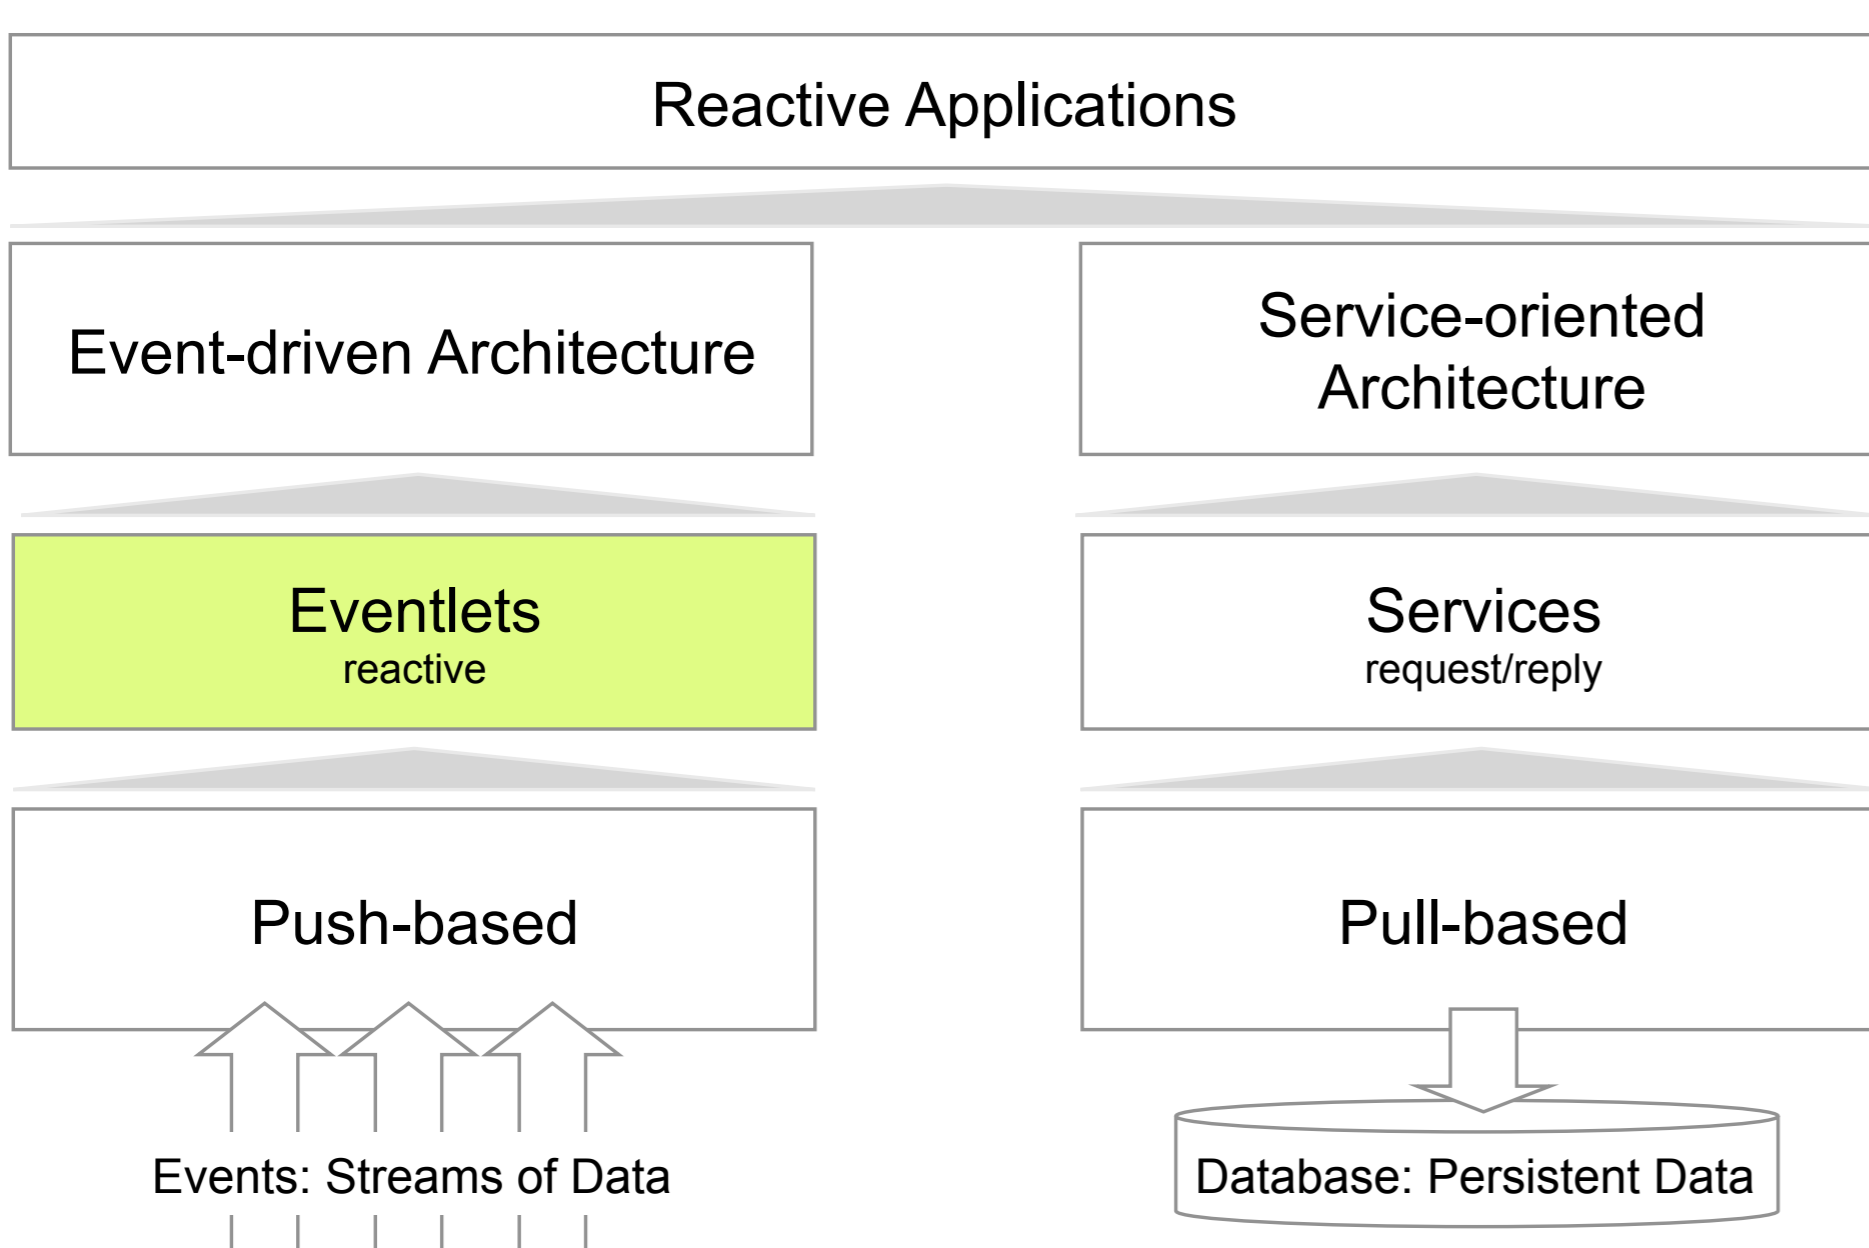 Reactive Applications
Event-driven Architecture
Service-oriented
Architecture
Eventlets
reactive
Services
request/reply
Push-based
Pull-based
Events: Streams of Data
Database: Persistent Data